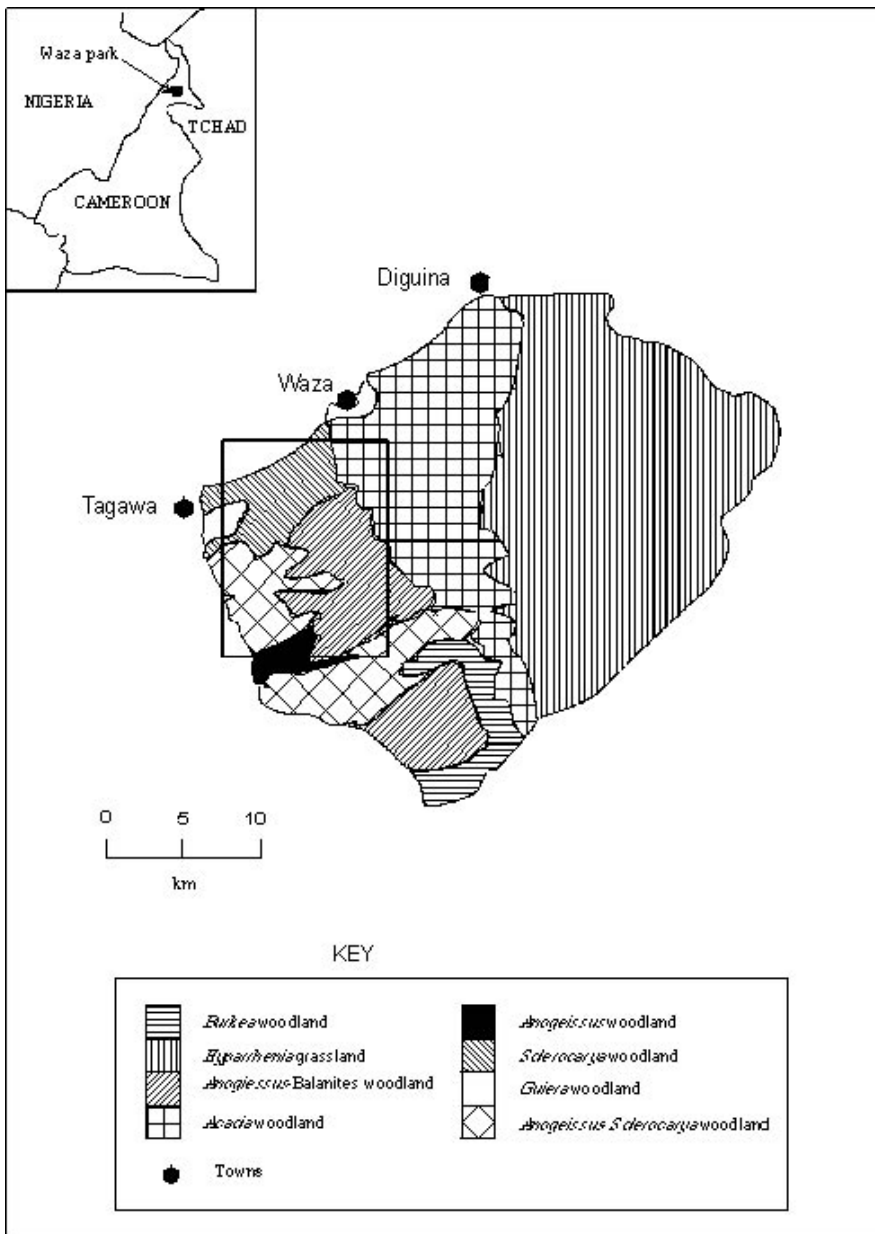 Waza park
NIGERIA
TCHAD
CAMEROON
Diguina
Waza
Tagawa
0 5 10
km
KEY
Burkea woodland
Hyparrhenia grassland
Anogiessus-Balanites woodland
Acacia woodland
Towns
Anogeissus woodland
Sclerocarya woodland
Guiera woodland
Anogeissus-Sclerocarya woodland